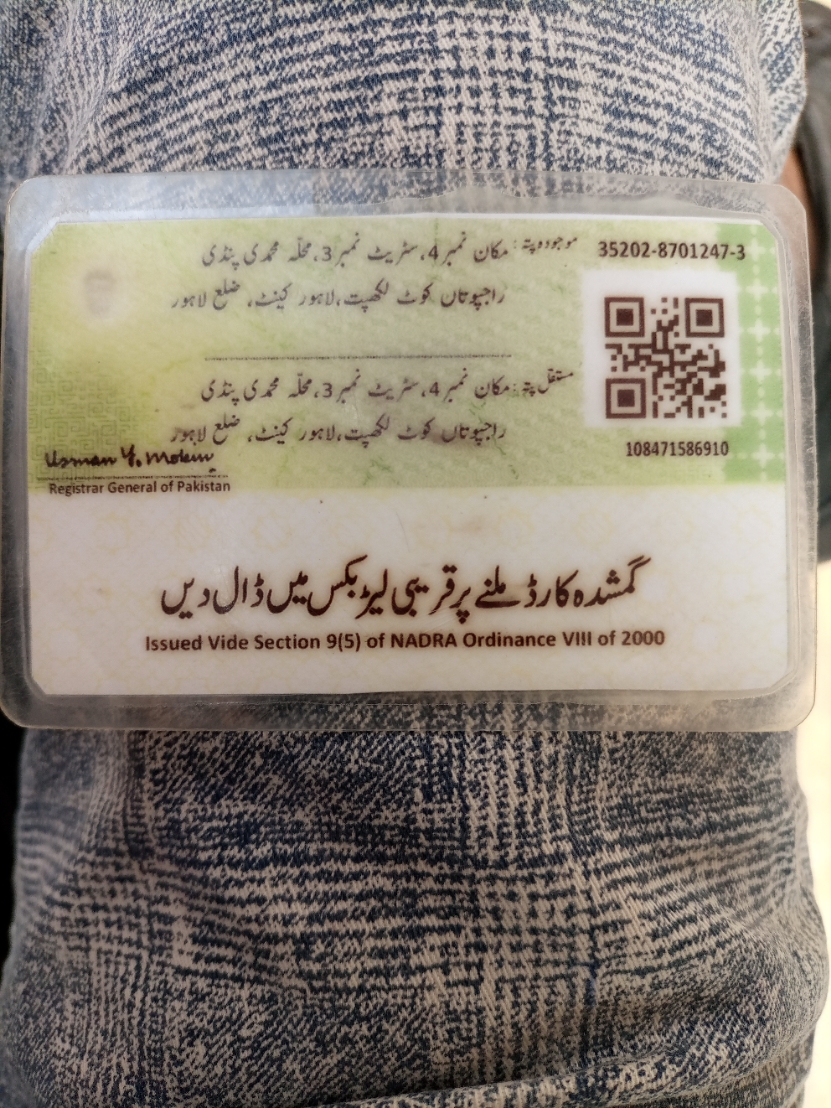 35202-8701247-3
موجودہ پتہ: مکان نمبر 4، سٹریٹ نمبر 3، محلّہ محمدی پنڈی
راجپوتاں کوٹ لکھپت، لاہور کینٹ، ضلع لاہور
مستقل پتہ: مکان نمبر 4، سٹریٹ نمبر 3، محلّہ محمدی پنڈی
راجپوتاں کوٹ لکھپت، لاہور کینٹ، ضلع لاہور
108471586910
Usman Y. Mobin
Registrar General of Pakistan
گمشدہ کارڈ ملنے پر قریبی لیٹر بکس میں ڈال دیں
Issued Vide Section 9(5) of NADRA Ordinance VIII of 2000